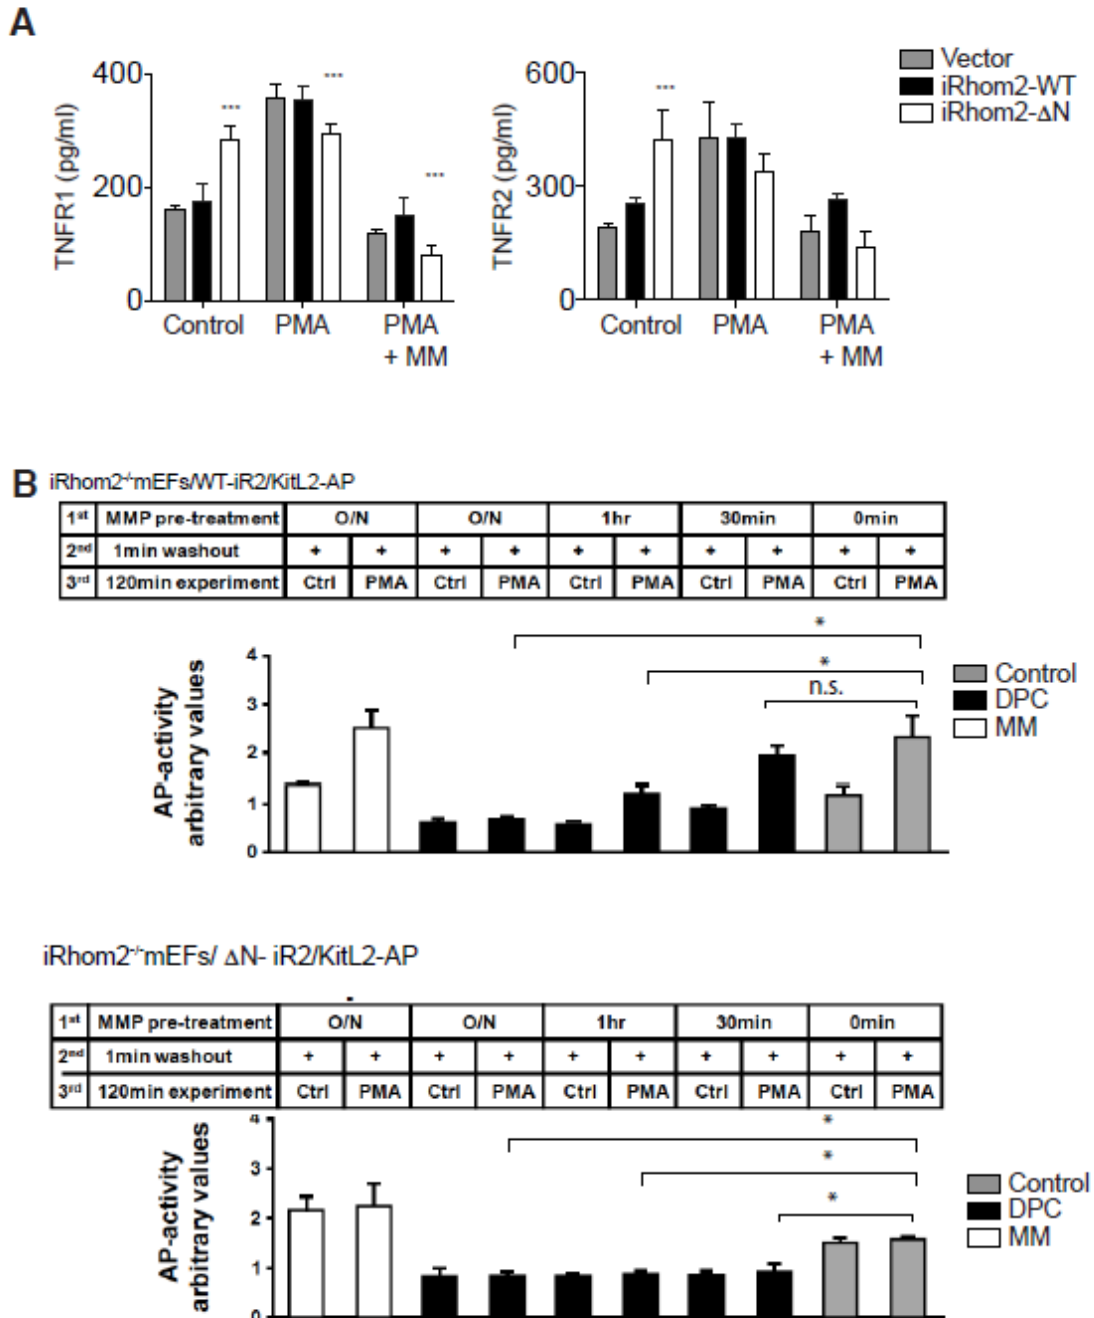 A
TNFR1 (pg/ml)
400
200
0
***
***
***
Control PMA PMA + MM
TNFR2 (pg/ml)
600
300
0
***
Control PMA PMA + MM
Vector
iRhom2-WT
iRhom2-ΔN
B iRhom2-/-mEFs/WT-iR2/KitL2-AP
1st MMP pre-treatment O/N O/N 1hr 30min 0min
2nd 1min washout + + + + + + + + + +
3rd 120min experiment Ctrl PMA Ctrl PMA Ctrl PMA Ctrl PMA Ctrl PMA
*
*
n.s.
AP-activity
arbitrary values
4
3
2
1
0
Control
DPC
MM
iRhom2-/-mEFs/ ΔN- iR2/KitL2-AP
1st MMP pre-treatment O/N O/N 1hr 30min 0min
2nd 1min washout + + + + + + + + + +
3rd 120min experiment Ctrl PMA Ctrl PMA Ctrl PMA Ctrl PMA Ctrl PMA
*
*
*
AP-activity
arbitrary values
4
3
2
1
0
Control
DPC
MM